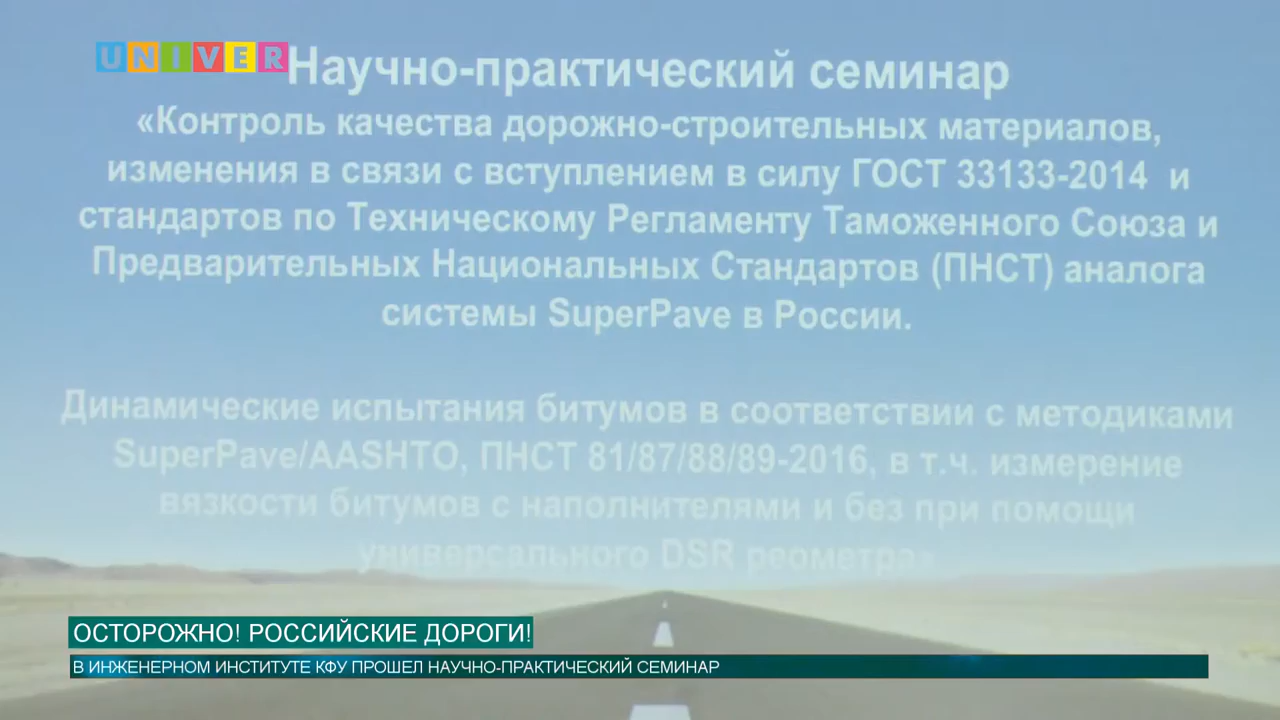 UNIVER
Научно-практический семинар
«Контроль качества дорожно-строительных материалов,
изменения в связи с вступлением в силу ГОСТ 33133-2014 и
стандартов по Техническому Регламенту Таможенного Союза и
Предварительных Национальных Стандартов (ПНСТ) аналога
системы SuperPave в России.
Динамические испытания битумов в соответствии с методиками
SuperPave/AASHTO, ПНСТ 81/87/88/89-2016, в т.ч. измерение
вязкости битумов с наполнителями и без при помощи
универсального DSR реометра»
ОСТОРОЖНО! РОССИЙСКИЕ ДОРОГИ!
В ИНЖЕНЕРНОМ ИНСТИТУТЕ КФУ ПРОШЕЛ НАУЧНО-ПРАКТИЧЕСКИЙ СЕМИНАР